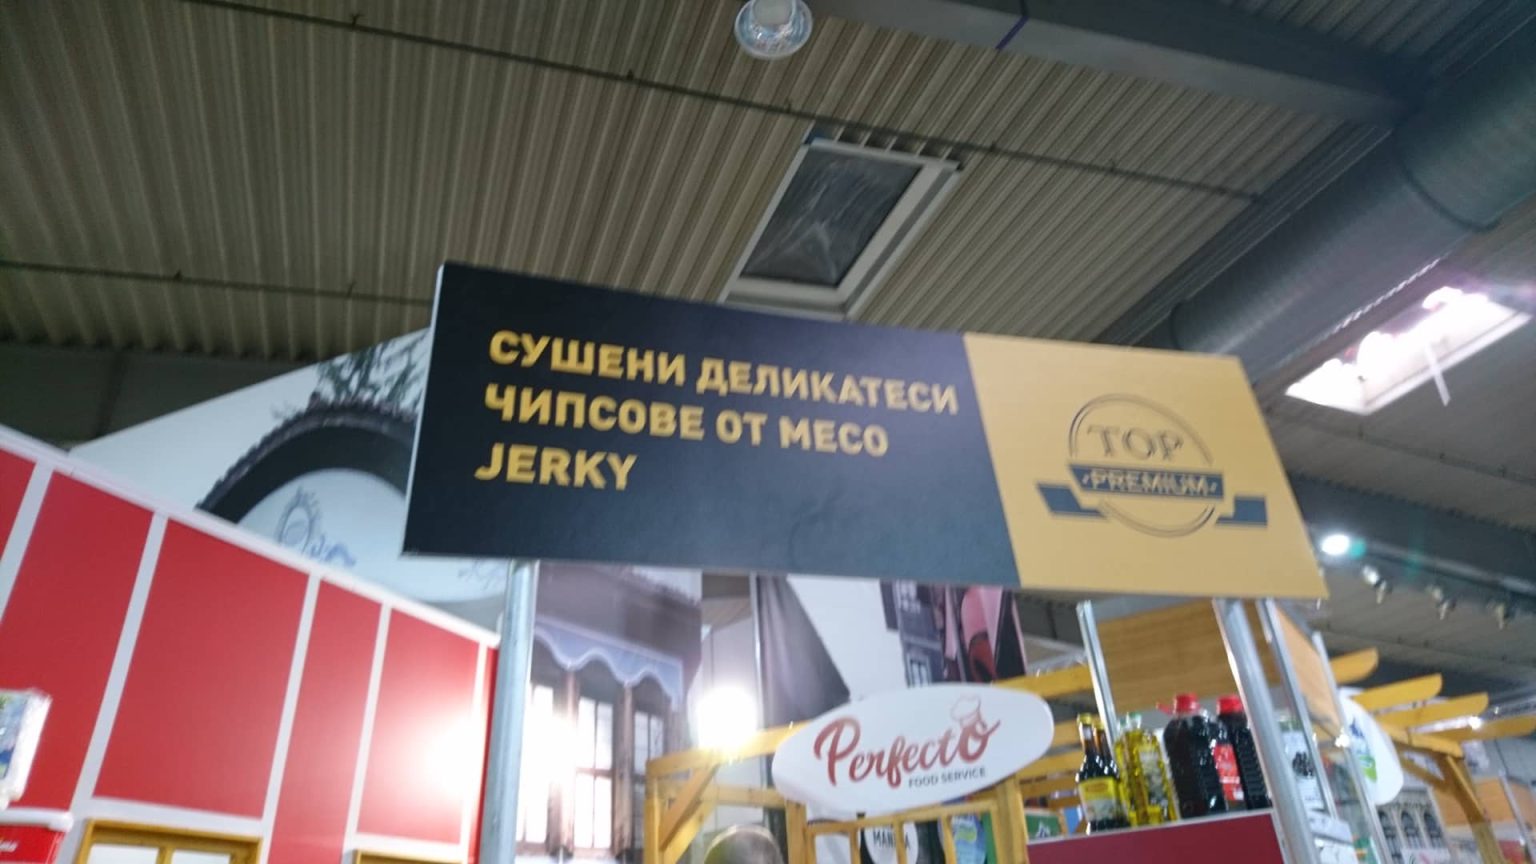 СУШЕНИ ДЕЛИКАТЕСИ
ЧИПСОВЕ ОТ МЕСО
JERKY
TOP
PREMIUM
Perfecto
FOOD SERVICE